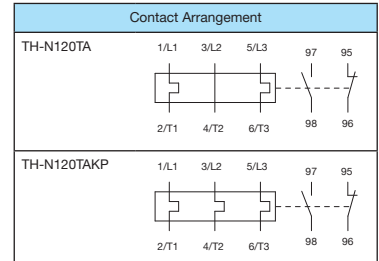 Contact Arrangement
TH-N120TA
1/L1 3/L2 5/L3 97 95
2/T1 4/T2 6/T3 98 96
TH-N120TAKP
1/L1 3/L2 5/L3 97 95
2/T1 4/T2 6/T3 98 96